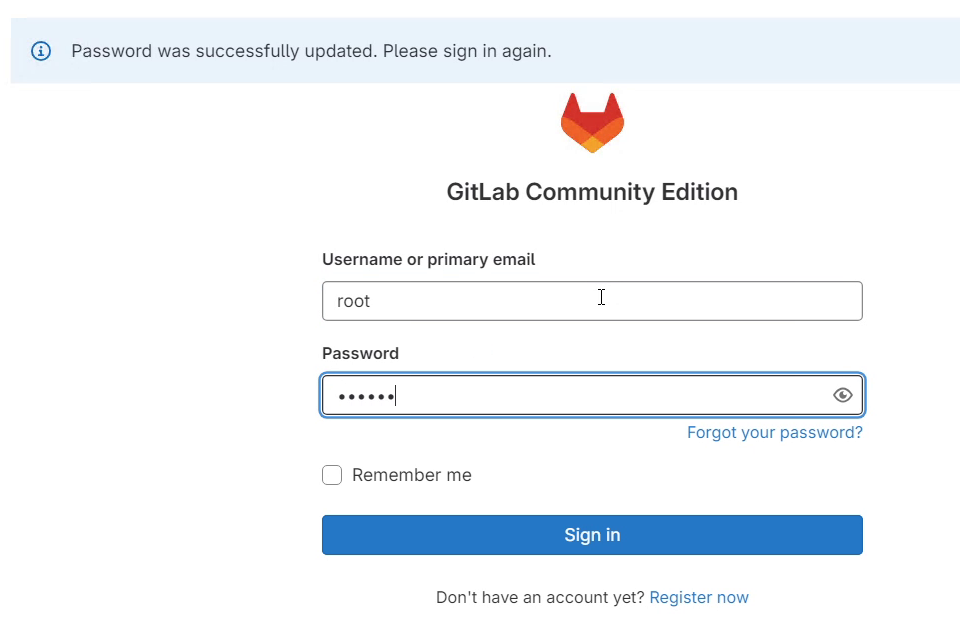 Password was successfully updated. Please sign in again.
GitLab Community Edition
Username or primary email
root
Password
••••••
Forgot your password?
Remember me
Sign in
Don't have an account yet? Register now